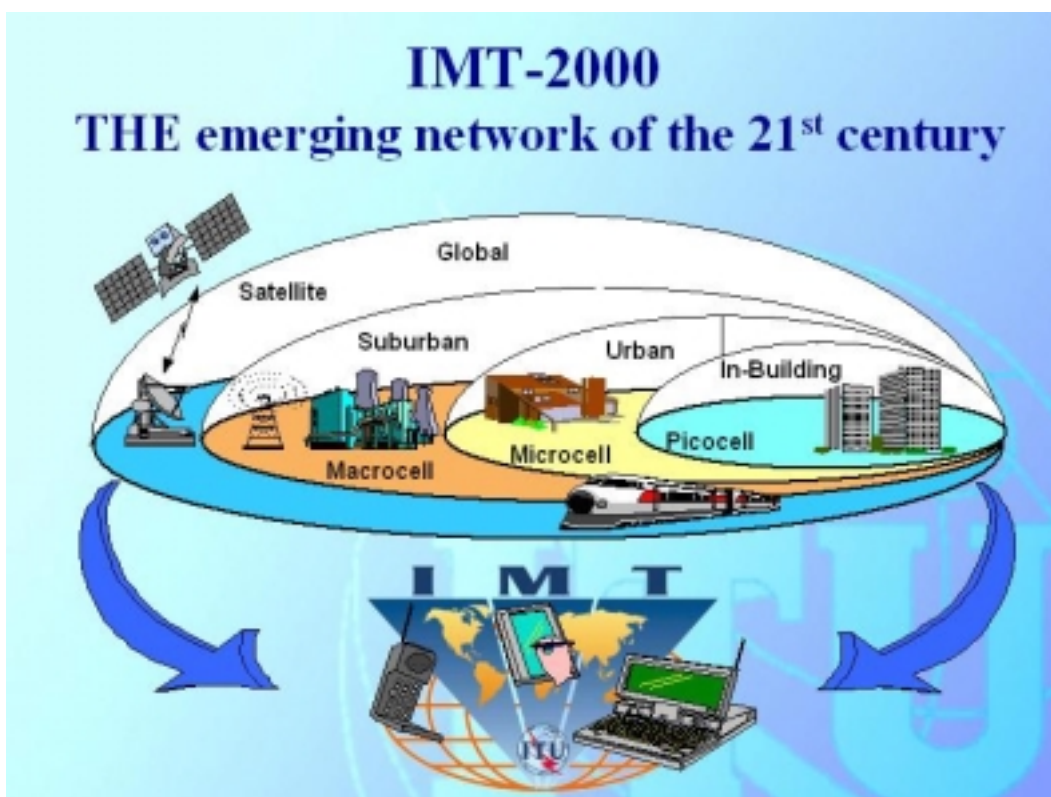 IMT-2000
THE emerging network of the 21st century
Global
Satellite
Suburban
Urban
In-Building
Picocell
Microcell
Macrocell
I M T
ITU
ITU